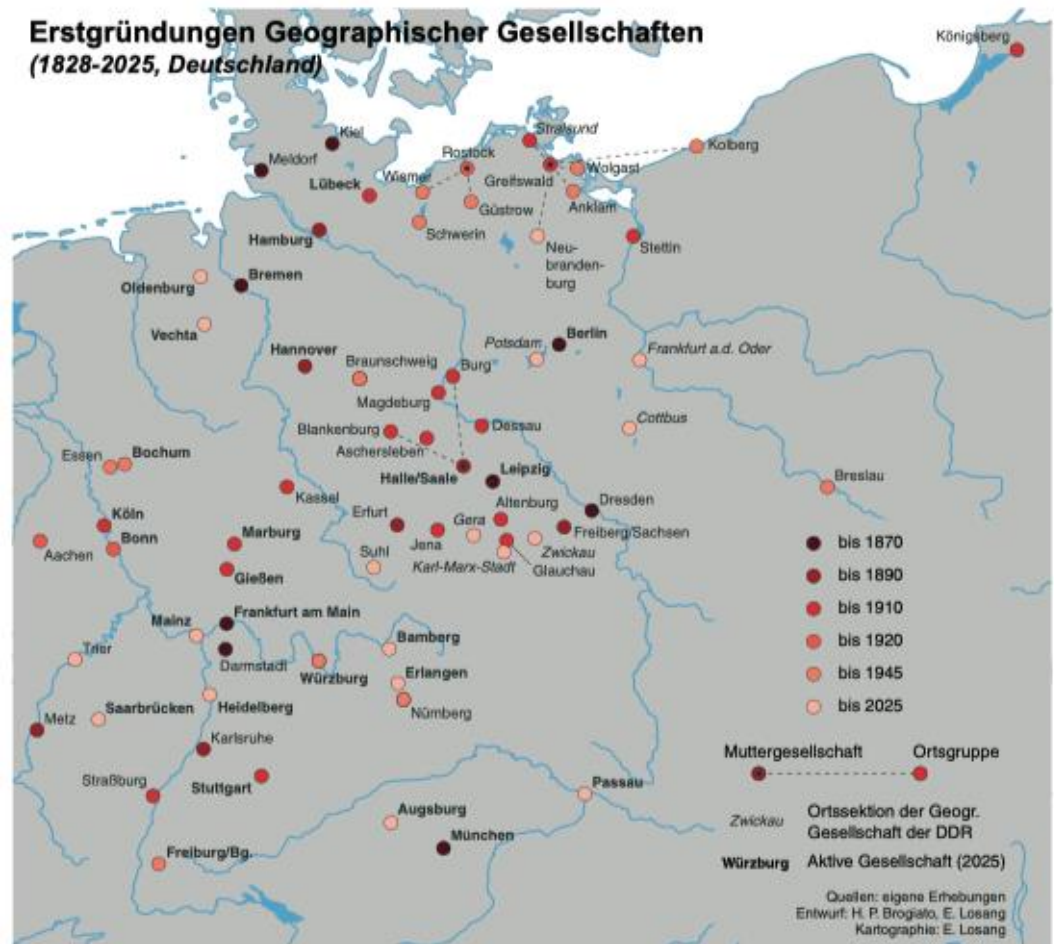 Erstgründungen Geographischer Gesellschaften
(1828-2025, Deutschland)
Königsberg
Kiel
Stralsund
Meldorf
Rostock
Kolberg
Wismer
Wolgast
Lübeck
Greifswald
Güstrow
Anklam
Hamburg
Schwerin
Neu-
branden-
burg
Stettin
Bremen
Oldenburg
Vechta
Potsdam
Berlin
Hannover
Braunschweig
Burg
Frankfurt a.d. Oder
Magdeburg
Blankenburg
Dessau
Cottbus
Aschersleben
Essen
Bochum
Halle/Saale
Leipzig
Breslau
Kassel
Altenburg
Dresden
Köln
Erfurt
Gera
Marburg
Jena
Freiberg/Sachsen
Bonn
Aachen
Suhl
Zwickau
Karl-Marx-Stadt
Glauchau
Gießen
Mainz
Frankfurt am Main
Trier
Darmstadt
Bamberg
Würzburg
Erlangen
Saarbrücken
Heidelberg
Nürnberg
Metz
Karlsruhe
Straßburg
Stuttgart
Passau
Augsburg
München
Freiburg/Bg.
bis 1870
bis 1890
bis 1910
bis 1920
bis 1945
bis 2025
Muttergesellschaft
Ortsgruppe
Zwickau
Ortssektion der Geogr.
Gesellschaft der DDR
Würzburg
Aktive Gesellschaft (2025)
Quellen: eigene Erhebungen
Entwurf: H. P. Brogiato, E. Losang
Kartographie: E. Losang